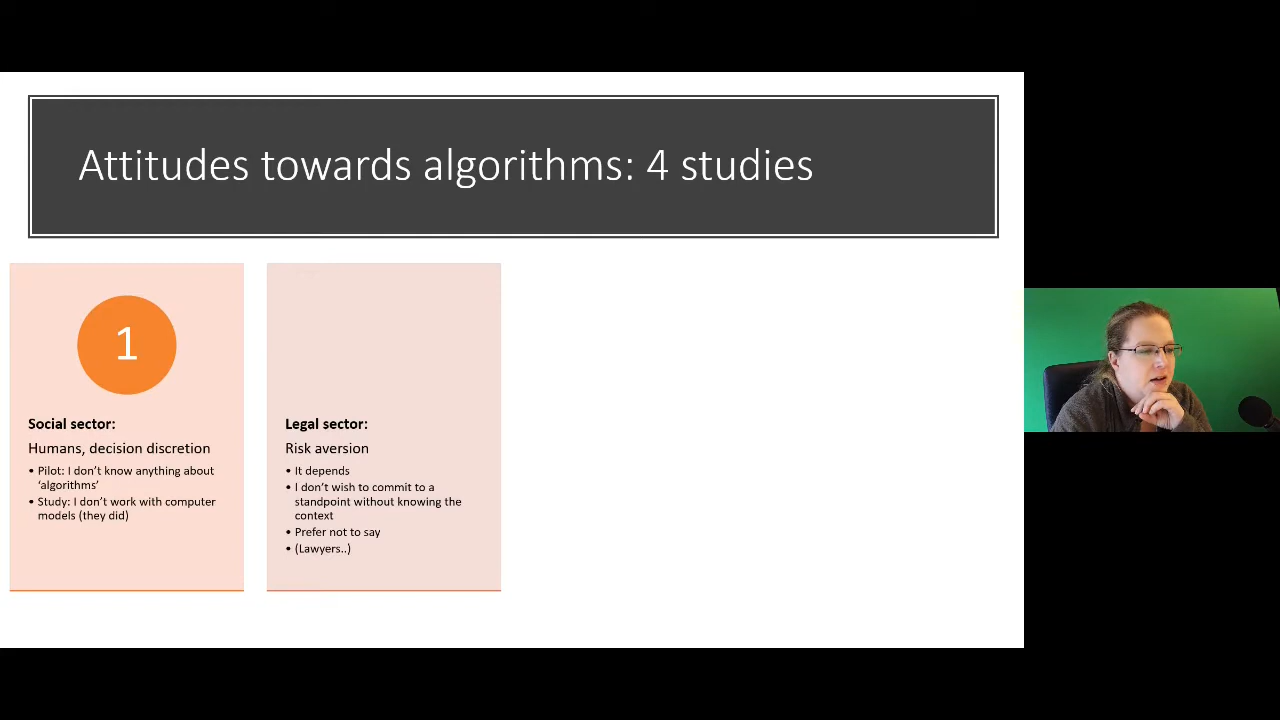 Attitudes towards algorithms: 4 studies
1
Social sector:
Humans, decision discretion
• Pilot: I don't know anything about
'algorithms'
• Study: I don't work with computer
models (they did)
Legal sector:
Risk aversion
• It depends
• I don't wish to commit to a
standpoint without knowing the
context
• Prefer not to say
• (Lawyers..)